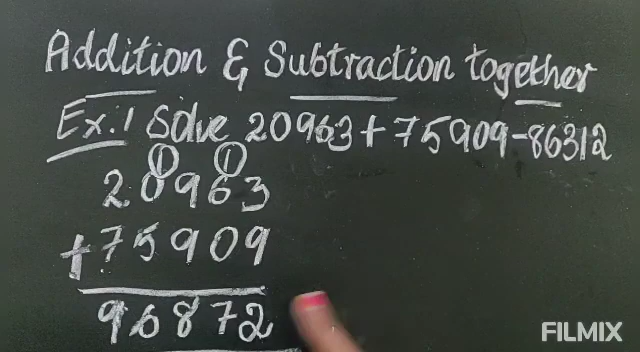 Addition & Subtraction together
Ex.1 Solve 20963+75909-86312
① ①
20963
+75909
96872
FILMIX